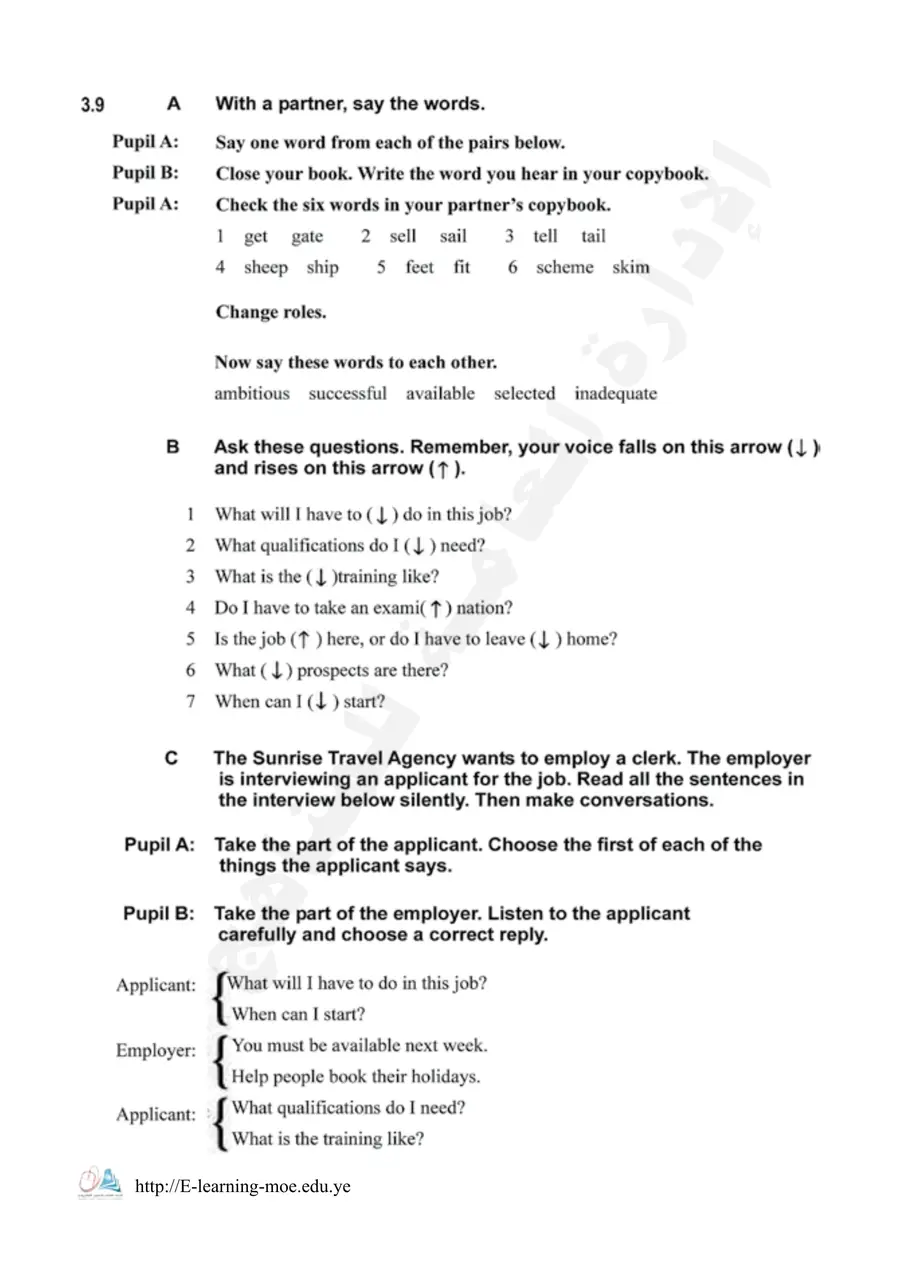 3.9 A With a partner, say the words.
Pupil A: Say one word from each of the pairs below.
Pupil B: Close your book. Write the word you hear in your copybook.
Pupil A: Check the six words in your partner's copybook.
1 get gate 2 sell sail 3 tell tail
4 sheep ship 5 feet fit 6 scheme skim
Change roles.
Now say these words to each other.
ambitious successful available selected inadequate
B Ask these questions. Remember, your voice falls on this arrow (↓)
and rises on this arrow (↑).
1 What will I have to (↓) do in this job?
2 What qualifications do I (↓) need?
3 What is the (↓)training like?
4 Do I have to take an exami(↑) nation?
5 Is the job (↑) here, or do I have to leave (↓) home?
6 What (↓) prospects are there?
7 When can I (↓) start?
C The Sunrise Travel Agency wants to employ a clerk. The employer
is interviewing an applicant for the job. Read all the sentences in
the interview below silently. Then make conversations.
Pupil A: Take the part of the applicant. Choose the first of each of the
things the applicant says.
Pupil B: Take the part of the employer. Listen to the applicant
carefully and choose a correct reply.
Applicant: {What will I have to do in this job?
When can I start?
Employer: {You must be available next week.
Help people book their holidays.
Applicant: {What qualifications do I need?
What is the training like?
http://E-learning-moe.edu.ye